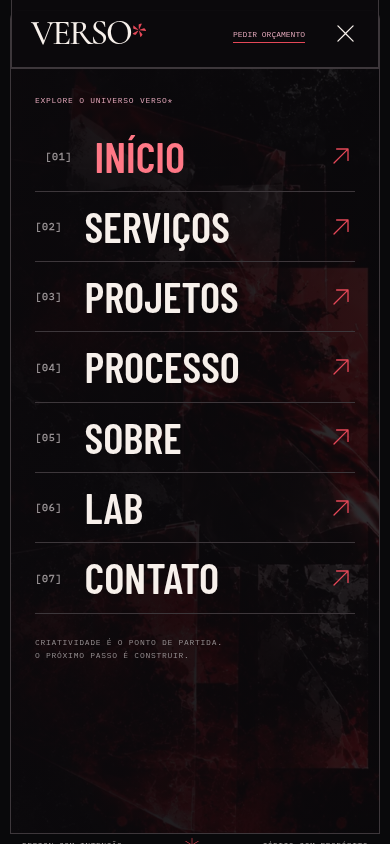 VERSO*
PEDIR ORÇAMENTO
EXPLORE O UNIVERSO VERSO*
[01] INÍCIO
[02] SERVIÇOS
[03] PROJETOS
[04] PROCESSO
[05] SOBRE
[06] LAB
[07] CONTATO
CRIATIVIDADE É O PONTO DE PARTIDA.
O PRÓXIMO PASSO É CONSTRUIR.